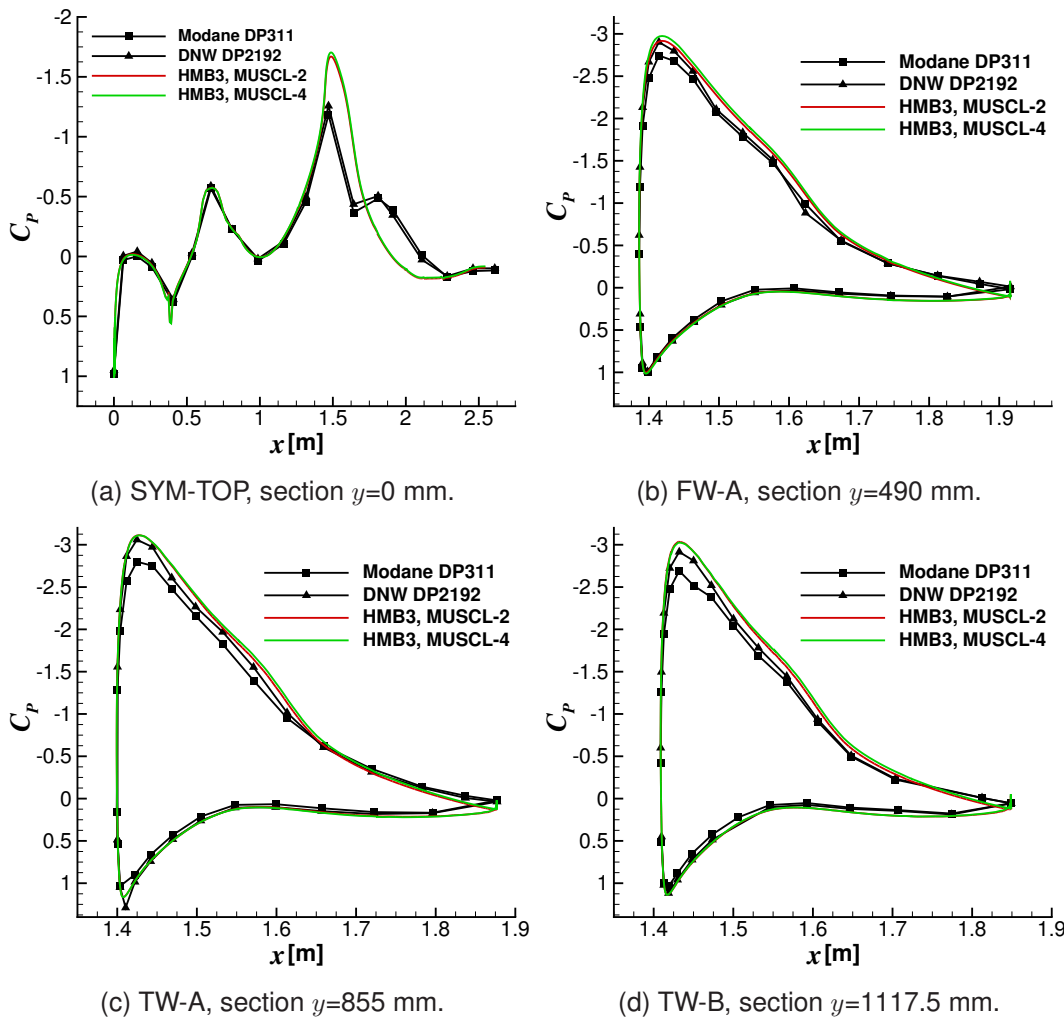 -2
-1.5
-1
-0.5
0
0.5
1
C_P
Modane DP311
DNW DP2192
HMB3, MUSCL-2
HMB3, MUSCL-4
0 0.5 1 1.5 2 2.5
x [m]
(a) SYM-TOP, section y=0 mm.
-3
-2.5
-2
-1.5
-1
-0.5
0
0.5
1
C_P
Modane DP311
DNW DP2192
HMB3, MUSCL-2
HMB3, MUSCL-4
1.4 1.5 1.6 1.7 1.8 1.9
x [m]
(b) FW-A, section y=490 mm.
-3
-2.5
-2
-1.5
-1
-0.5
0
0.5
1
C_P
Modane DP311
DNW DP2192
HMB3, MUSCL-2
HMB3, MUSCL-4
1.4 1.5 1.6 1.7 1.8 1.9
x [m]
(c) TW-A, section y=855 mm.
-3
-2.5
-2
-1.5
-1
-0.5
0
0.5
1
C_P
Modane DP311
DNW DP2192
HMB3, MUSCL-2
HMB3, MUSCL-4
1.4 1.5 1.6 1.7 1.8 1.9
x [m]
(d) TW-B, section y=1117.5 mm.